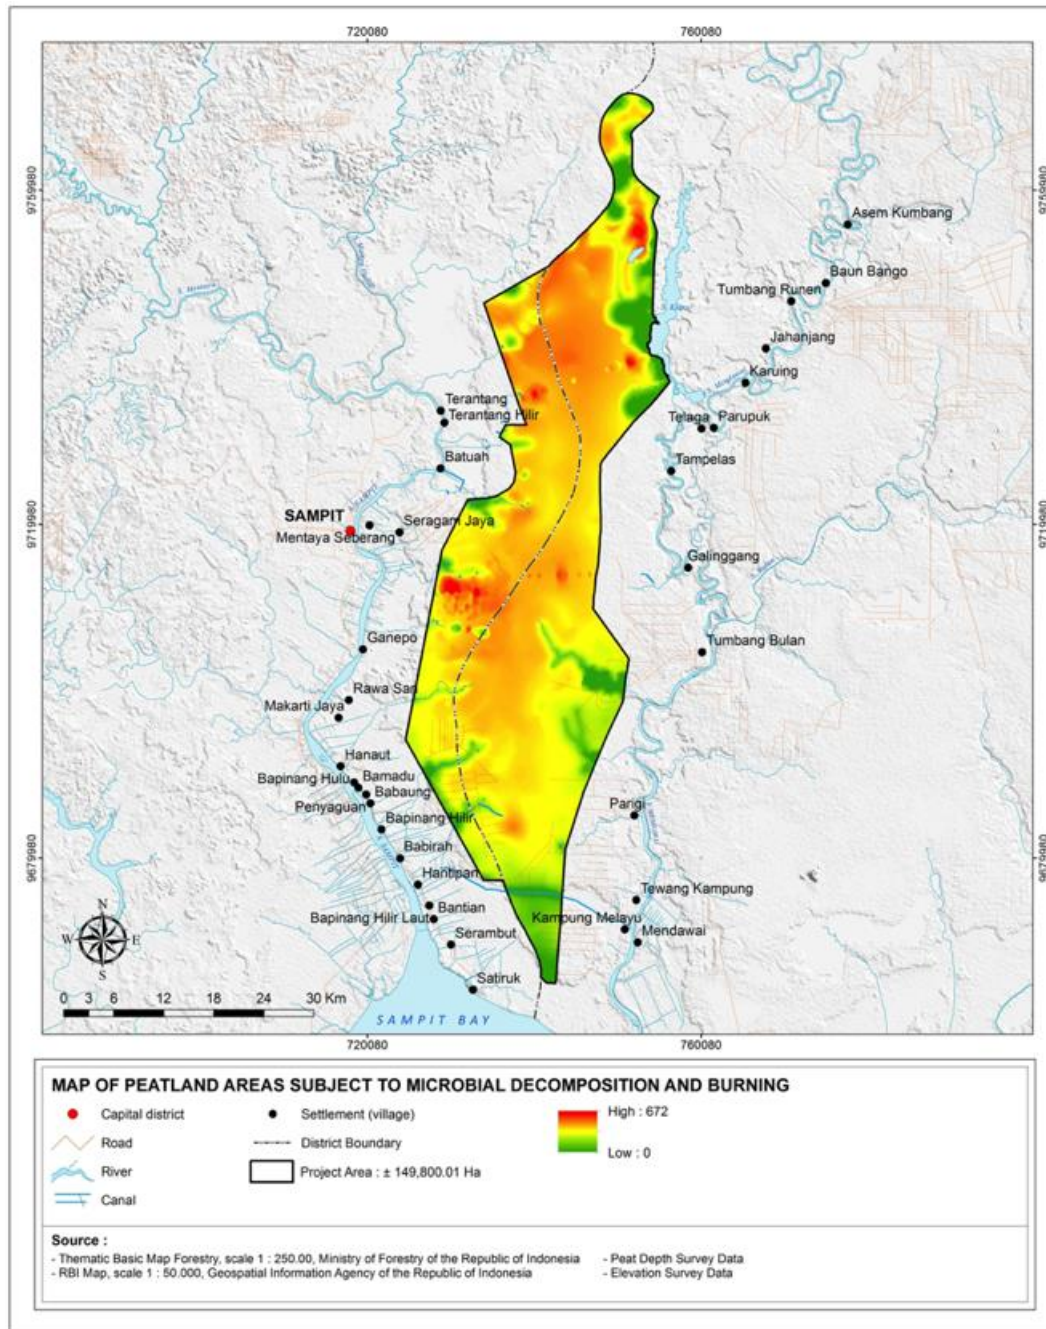 720080
760080
9759980
9759980
Asem Kumbang
Baun Bango
Tumbang Runen
Jahanjang
Karuing
Terantang
Terantang Hilir
Telaga
Parupuk
Batuah
Tampelas
SAMPIT
9719980
9719980
Seragam Jaya
Mentaya Seberang
Galinggang
Ganepo
Tumbang Bulan
Rawa Sari
Makarti Jaya
Hanaut
Bapinang Hulu
Bamadu
Babaung
Penyaguan
Bapinang Hilir
Parigi
Babirah
9679980
9679980
Hantipan
Tewang Kampung
Bantian
Bapinang Hilir Laut
Kampung Melayu
Mendawai
Serambut
N
W
E
S
Satiruk
0 3 6 12 18 24 30 Km
SAMPIT BAY
720080
760080
MAP OF PEATLAND AREAS SUBJECT TO MICROBIAL DECOMPOSITION AND BURNING
Capital district
Settlement (village)
High : 672
Road
District Boundary
Low : 0
River
Project Area : ± 149,800.01 Ha
Canal
Source :
- Thematic Basic Map Forestry, scale 1 : 250.00, Ministry of Forestry of the Republic of Indonesia
- Peat Depth Survey Data
- RBI Map, scale 1 : 50.000, Geospatial Information Agency of the Republic of Indonesia
- Elevation Survey Data